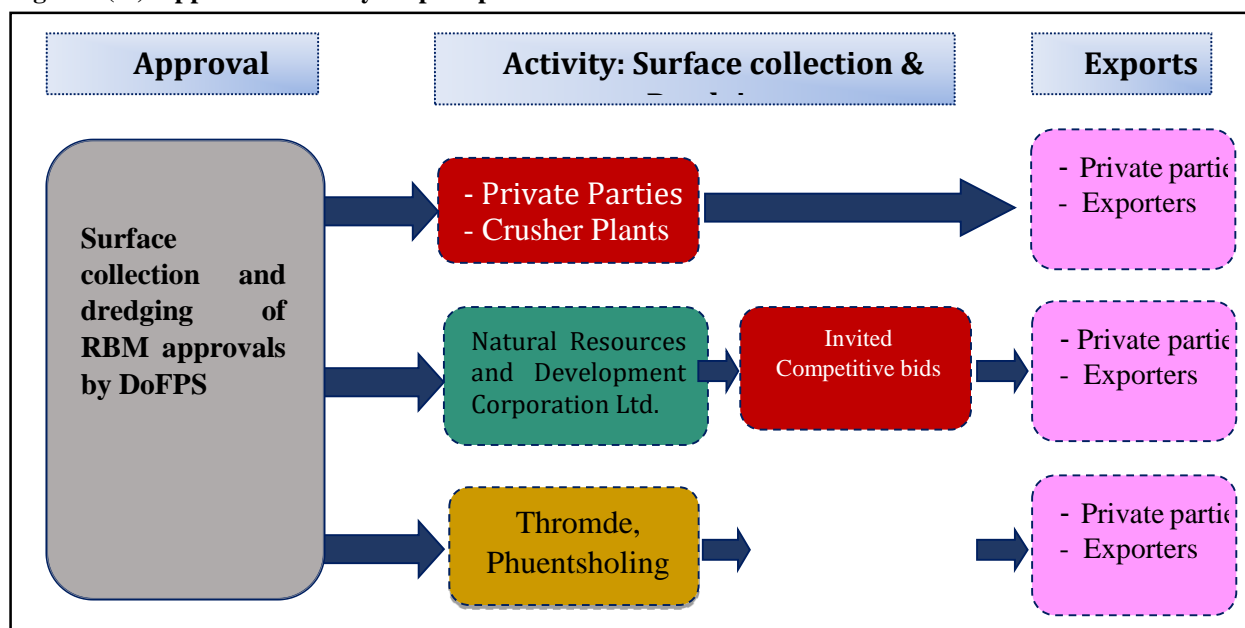 Approval
Activity: Surface collection &
Exports
Surface
collection and
dredging of
RBM approvals
by DoFPS
- Private Parties
- Crusher Plants
- Private partie
- Exporters
Natural Resources
and Development
Corporation Ltd.
Invited
Competitive bids
- Private partie
- Exporters
Thromde,
Phuentsholing
- Private partie
- Exporters